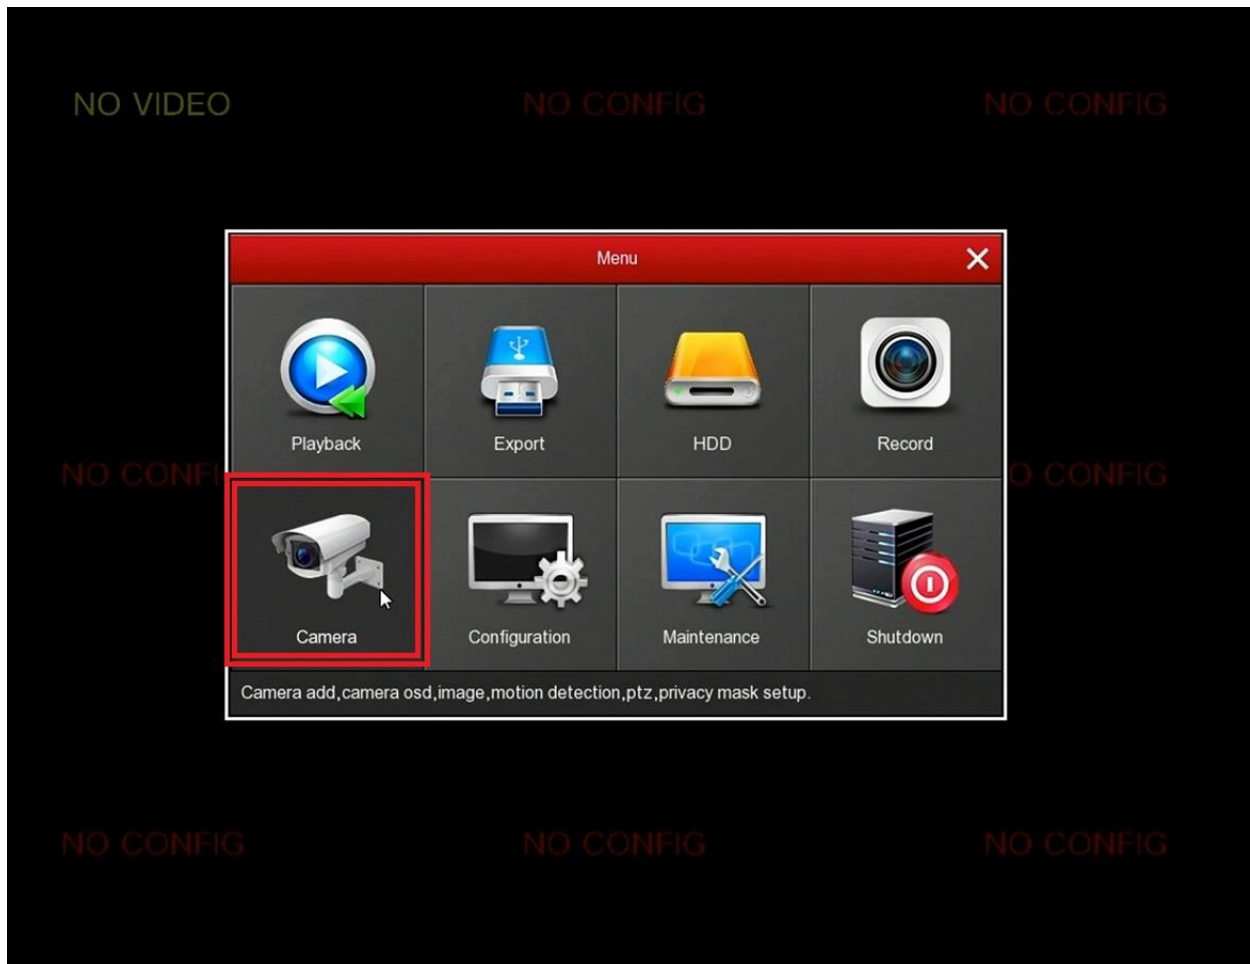 NO VIDEO NO CONFIG NO CONFIG
Menu
Playback Export HDD Record
NO CONFI O CONFIG
Camera Configuration Maintenance Shutdown
Camera add,camera osd,image,motion detection,ptz,privacy mask setup.
NO CONFIG NO CONFIG NO CONFIG